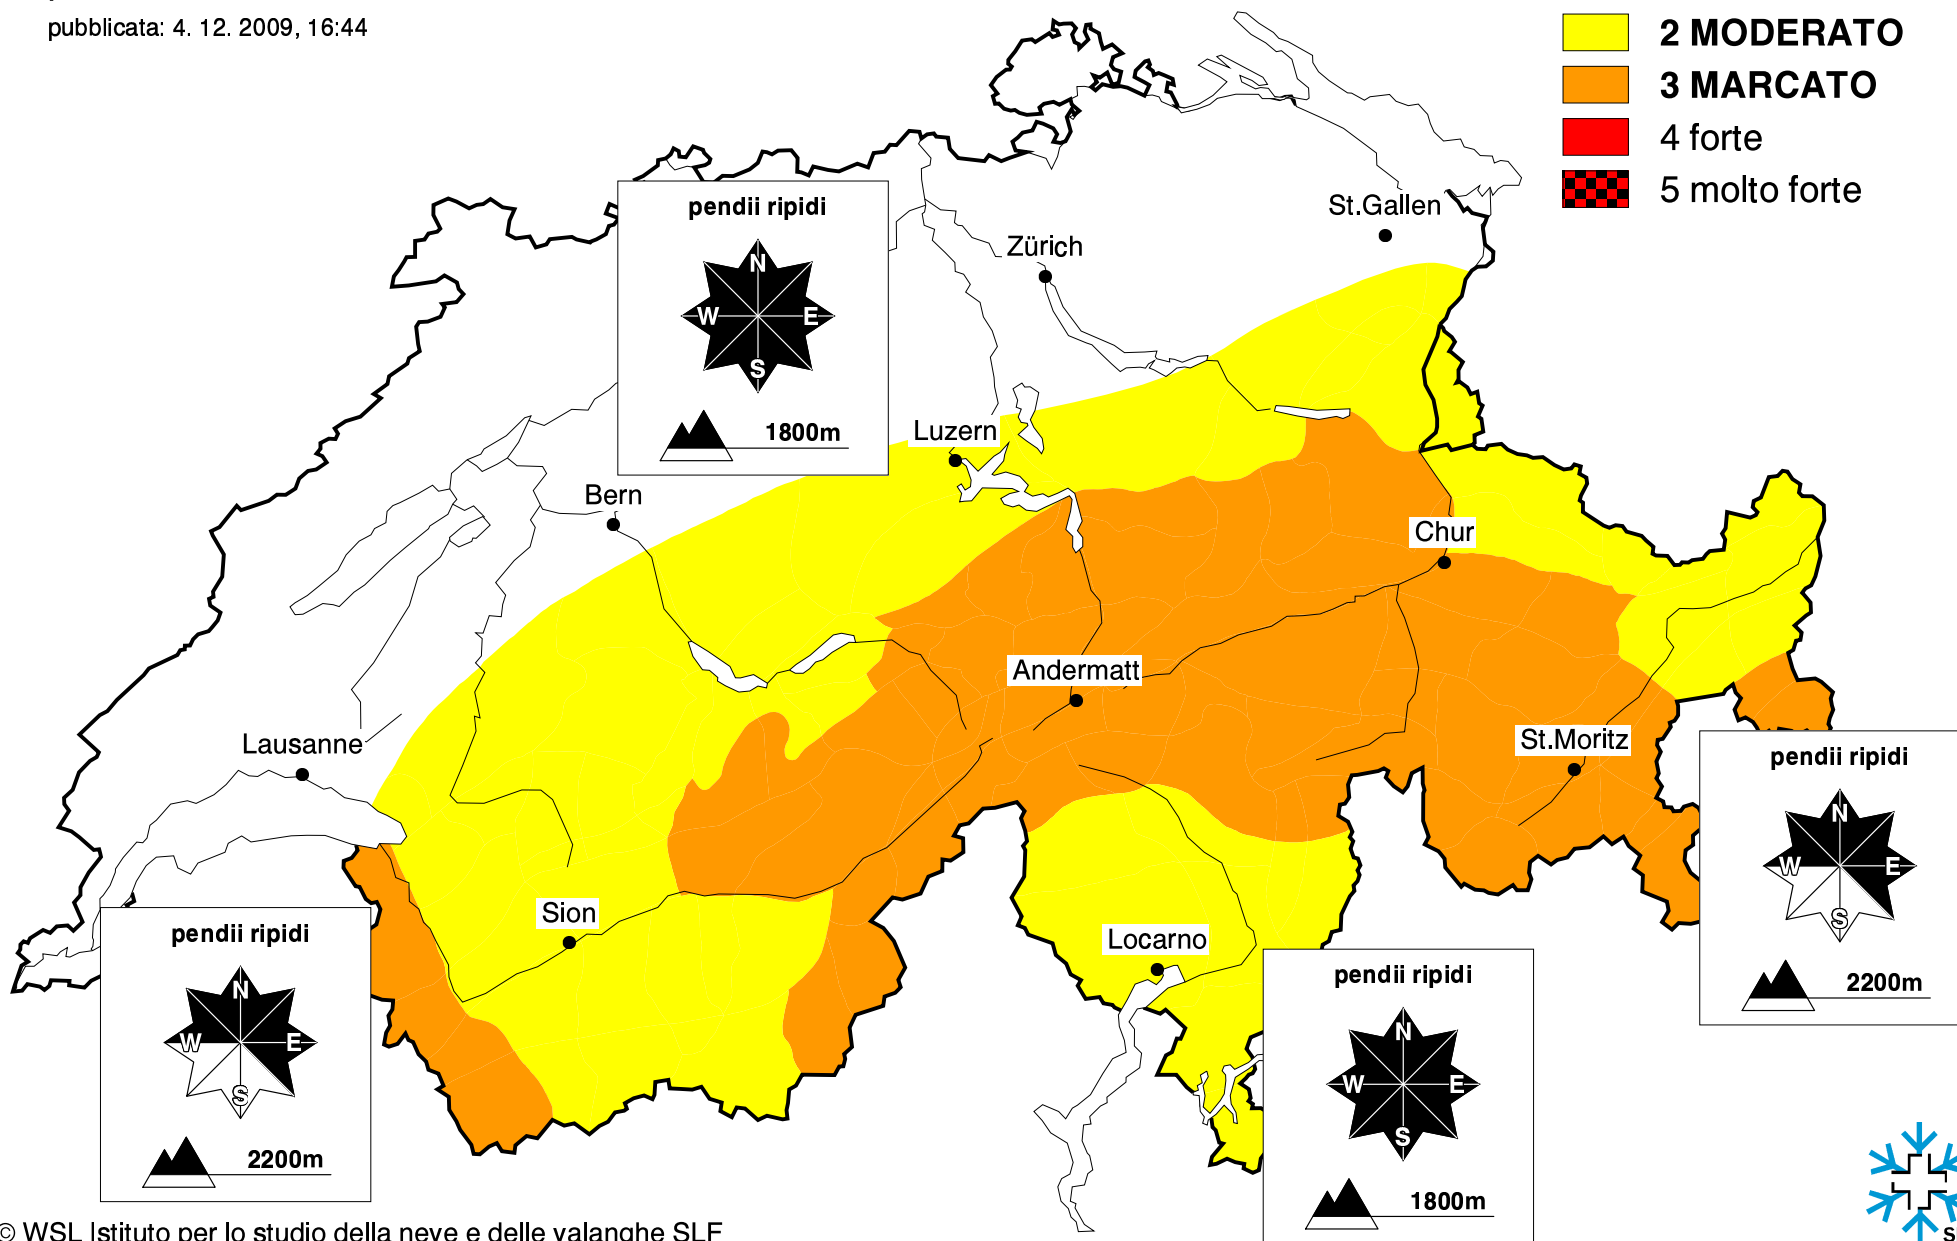 pubblicata: 4. 12. 2009, 16:44
2 MODERATO
3 MARCATO
4 forte
5 molto forte
pendii ripidi
N
W E
S
1800m
St.Gallen
Zürich
Luzern
Bern
Chur
Andermatt
Lausanne
St.Moritz
pendii ripidi
N
W E
S
2200m
Sion
Locarno
pendii ripidi
N
W E
S
2200m
pendii ripidi
N
W E
S
1800m
© WSL Istituto per lo studio della neve e delle valanghe SLF